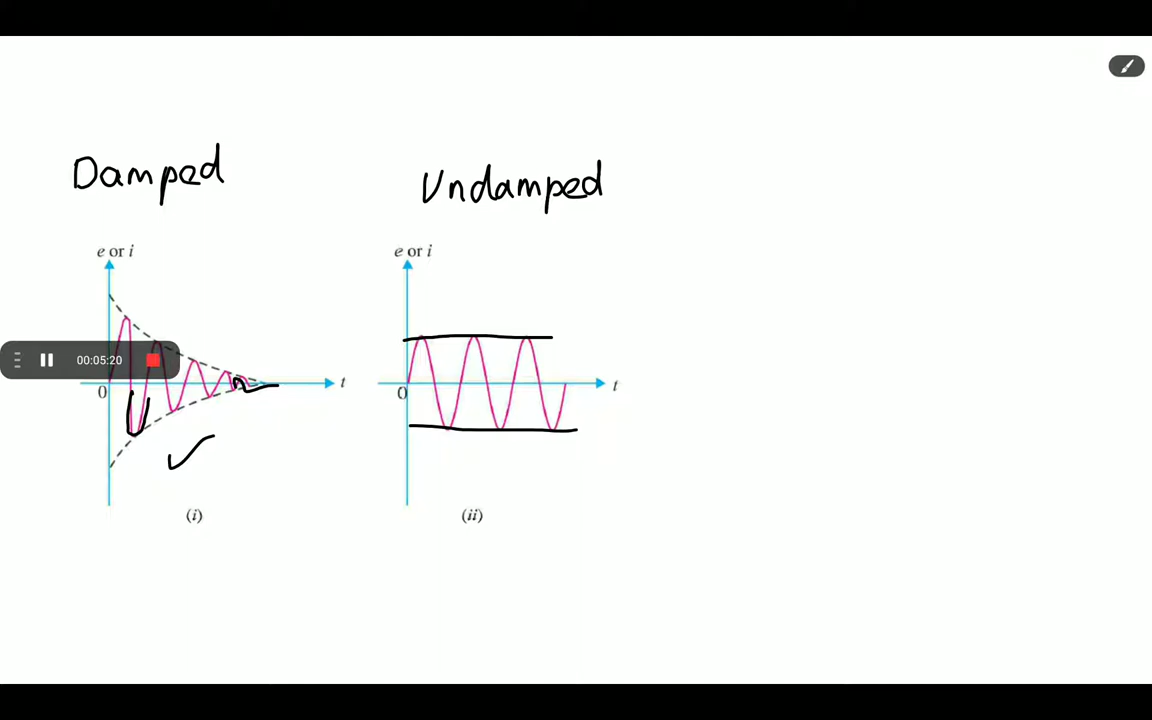 Damped
Undamped
e or i
e or i
00:05:20
0
t
0
t
(i)
(ii)